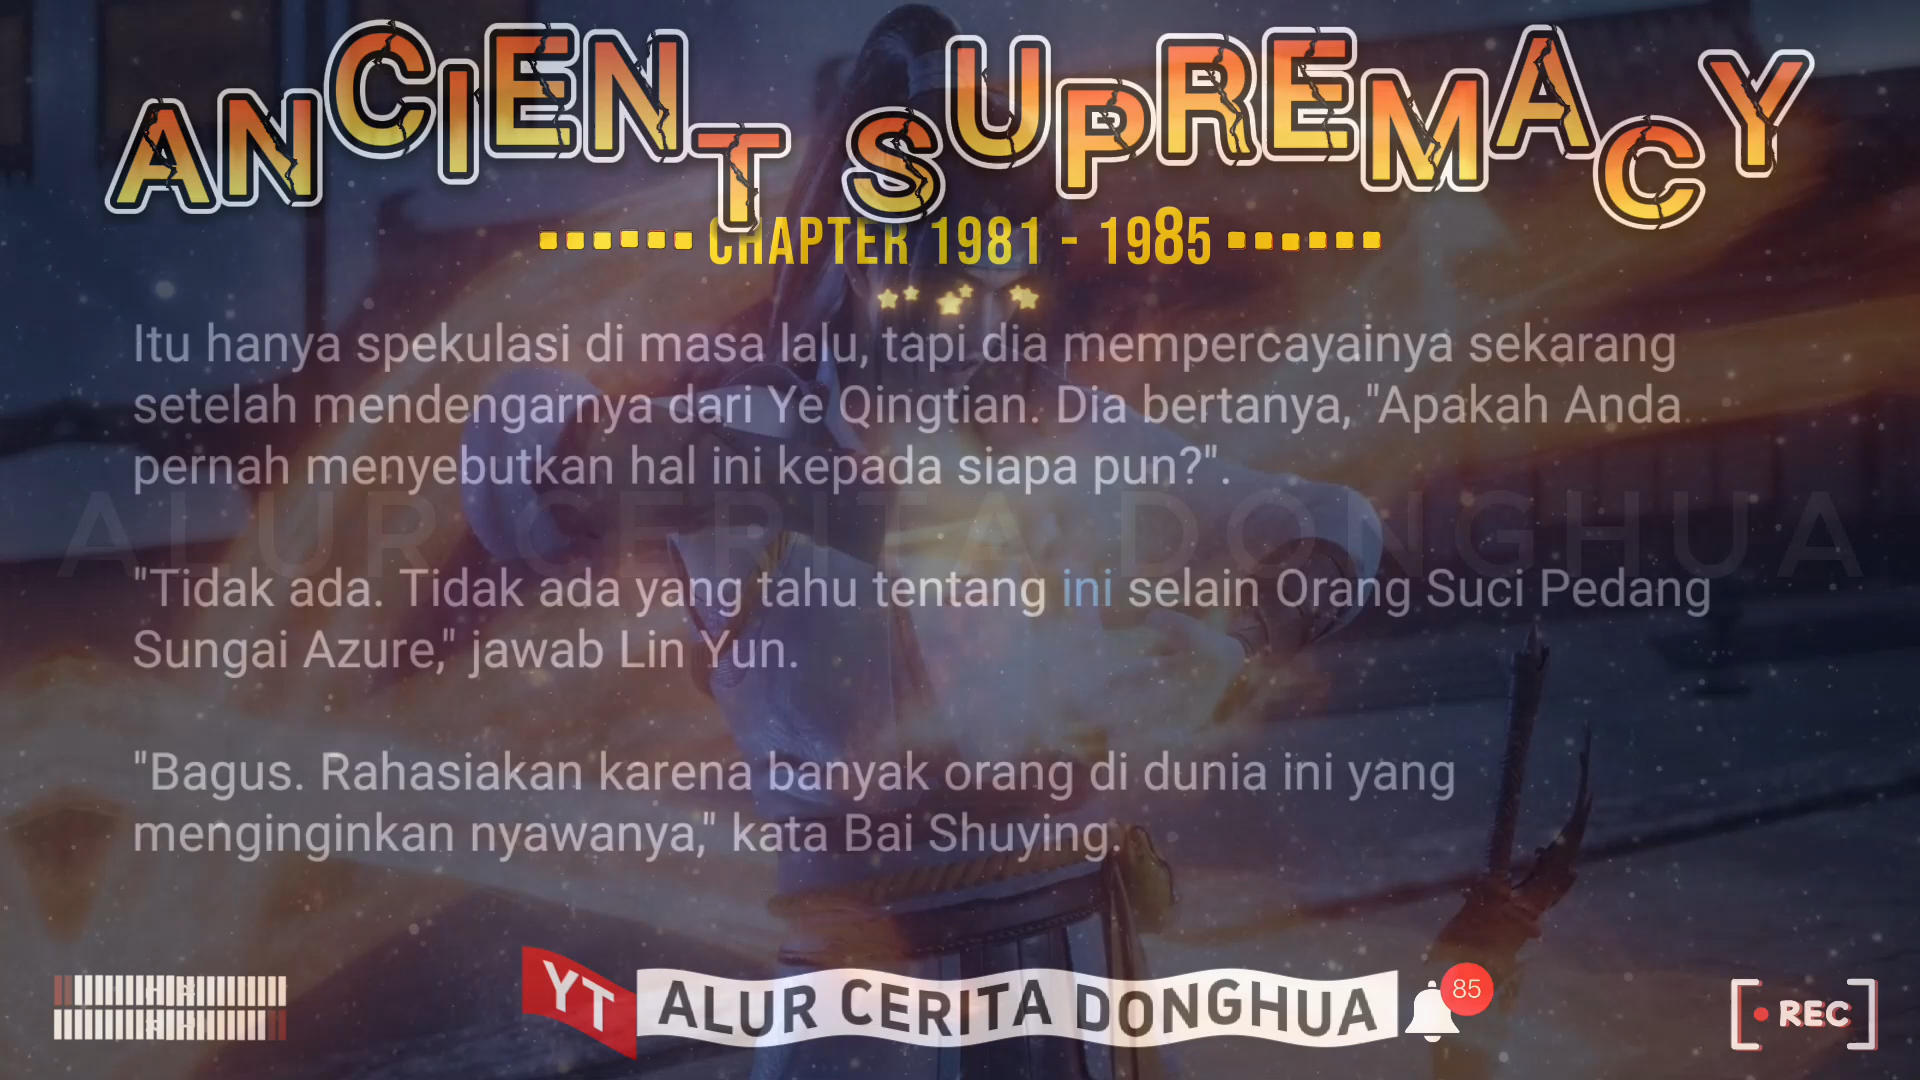 ANCIENT SUPREMACY
CHAPTER 1981 - 1985
Itu hanya spekulasi di masa lalu, tapi dia mempercayainya sekarang
setelah mendengarnya dari Ye Qingtian. Dia bertanya, "Apakah Anda
pernah menyebutkan hal ini kepada siapa pun?".
ALUR CERITA DONGHUA
"Tidak ada. Tidak ada yang tahu tentang ini selain Orang Suci Pedang
Sungai Azure," jawab Lin Yun.
"Bagus. Rahasiakan karena banyak orang di dunia ini yang
menginginkan nyawanya," kata Bai Shuying.
YT ALUR CERITA DONGHUA 85
REC